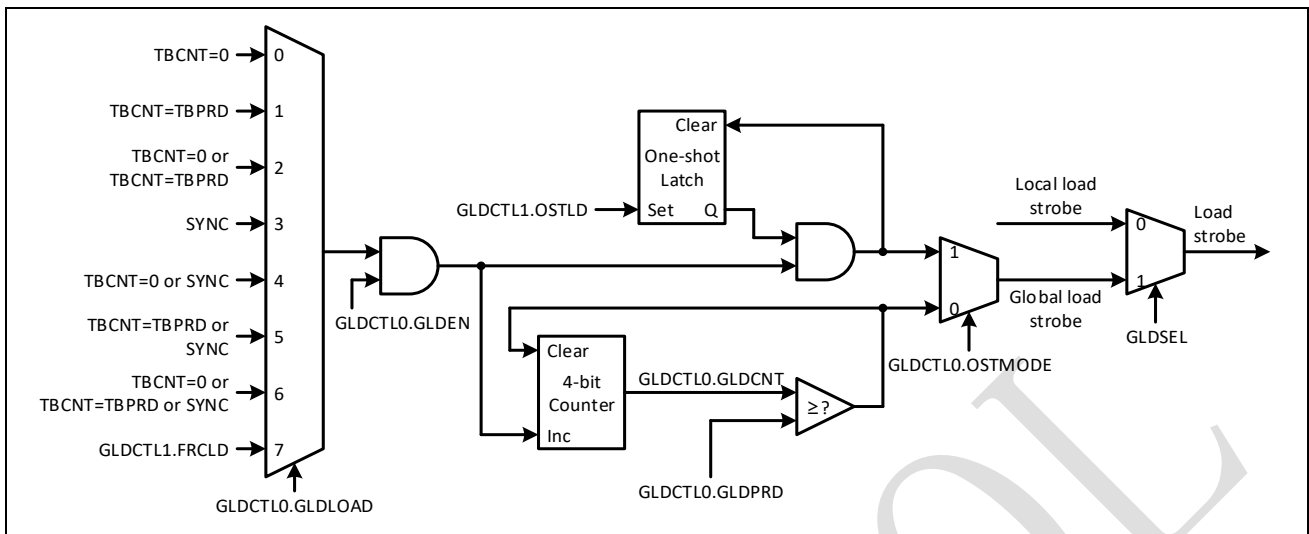 TBCNT=0
0
TBCNT=TBPRD
1
TBCNT=0 or
TBCNT=TBPRD
2
SYNC
3
TBCNT=0 or SYNC
4
TBCNT=TBPRD or
SYNC
5
TBCNT=0 or
TBCNT=TBPRD or SYNC
6
GLDCTL1.FRCLD
7
GLDCTL0.GLDLOAD
GLDCTL0.GLDEN
Clear
One-shot
Latch
Set Q
GLDCTL1.OSTLD
Clear
4-bit
Counter
Inc
GLDCTL0.GLDCNT
≥?
GLDCTL0.GLDPRD
1
0
GLDCTL0.OSTMODE
Local load
strobe
Global load
strobe
0
1
GLDSEL
Load
strobe